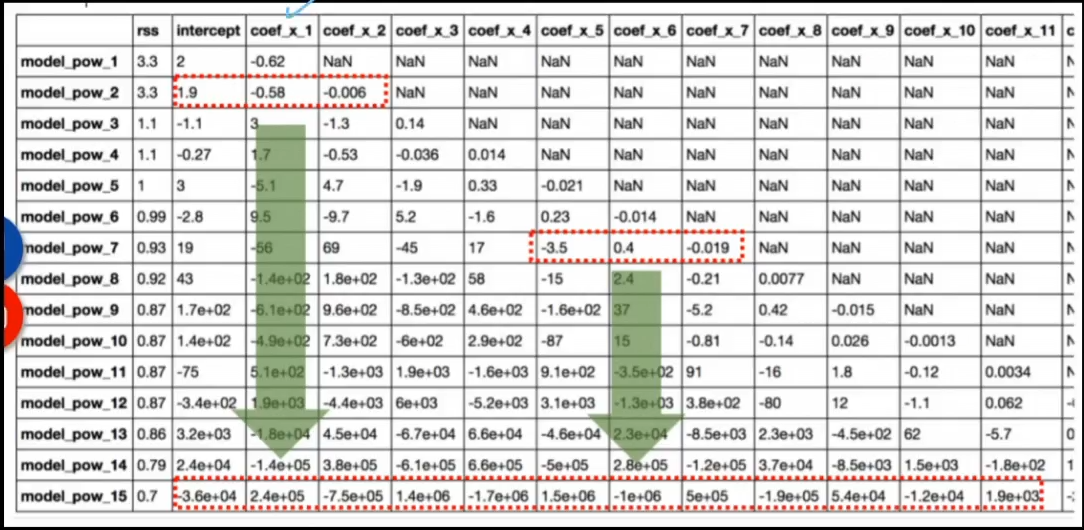 rss intercept coef_x_1 coef_x_2 coef_x_3 coef_x_4 coef_x_5 coef_x_6 coef_x_7 coef_x_8 coef_x_9 coef_x_10 coef_x_11 c
model_pow_1 3.3 2 -0.62 NaN NaN NaN NaN NaN NaN NaN NaN NaN NaN N
model_pow_2 3.3 1.9 -0.58 -0.006 NaN NaN NaN NaN NaN NaN NaN NaN NaN N
model_pow_3 1.1 -1.1 3 -1.3 0.14 NaN NaN NaN NaN NaN NaN NaN NaN N
model_pow_4 1.1 -0.27 1.7 -0.53 -0.036 0.014 NaN NaN NaN NaN NaN NaN NaN N
model_pow_5 1 3 -5.1 4.7 -1.9 0.33 -0.021 NaN NaN NaN NaN NaN NaN N
model_pow_6 0.99 -2.8 9.5 -9.7 5.2 -1.6 0.23 -0.014 NaN NaN NaN NaN NaN N
model_pow_7 0.93 19 -56 69 -45 17 -3.5 0.4 -0.019 NaN NaN NaN NaN N
model_pow_8 0.92 43 -1.4e+02 1.8e+02 -1.3e+02 58 -15 2.4 -0.21 0.0077 NaN NaN NaN N
model_pow_9 0.87 1.7e+02 -6.1e+02 9.6e+02 -8.5e+02 4.6e+02 -1.6e+02 37 -5.2 0.42 -0.015 NaN NaN N
model_pow_10 0.87 1.4e+02 -4.9e+02 7.3e+02 -6e+02 2.9e+02 -87 15 -0.81 -0.14 0.026 -0.0013 NaN N
model_pow_11 0.87 -75 5.1e+02 -1.3e+03 1.9e+03 -1.6e+03 9.1e+02 -3.5e+02 91 -16 1.8 -0.12 0.0034 N
model_pow_12 0.87 -3.4e+02 1.9e+03 -4.4e+03 6e+03 -5.2e+03 3.1e+03 -1.3e+03 3.8e+02 -80 12 -1.1 0.062 -
model_pow_13 0.86 3.2e+03 -1.8e+04 4.5e+04 -6.7e+04 6.6e+04 -4.6e+04 2.3e+04 -8.5e+03 2.3e+03 -4.5e+02 62 -5.7 0
model_pow_14 0.79 2.4e+04 -1.4e+05 3.8e+05 -6.1e+05 6.6e+05 -5e+05 2.8e+05 -1.2e+05 3.7e+04 -8.5e+03 1.5e+03 -1.8e+02 1
model_pow_15 0.7 -3.6e+04 2.4e+05 -7.5e+05 1.4e+06 -1.7e+06 1.5e+06 -1e+06 5e+05 -1.9e+05 5.4e+04 -1.2e+04 1.9e+03 -